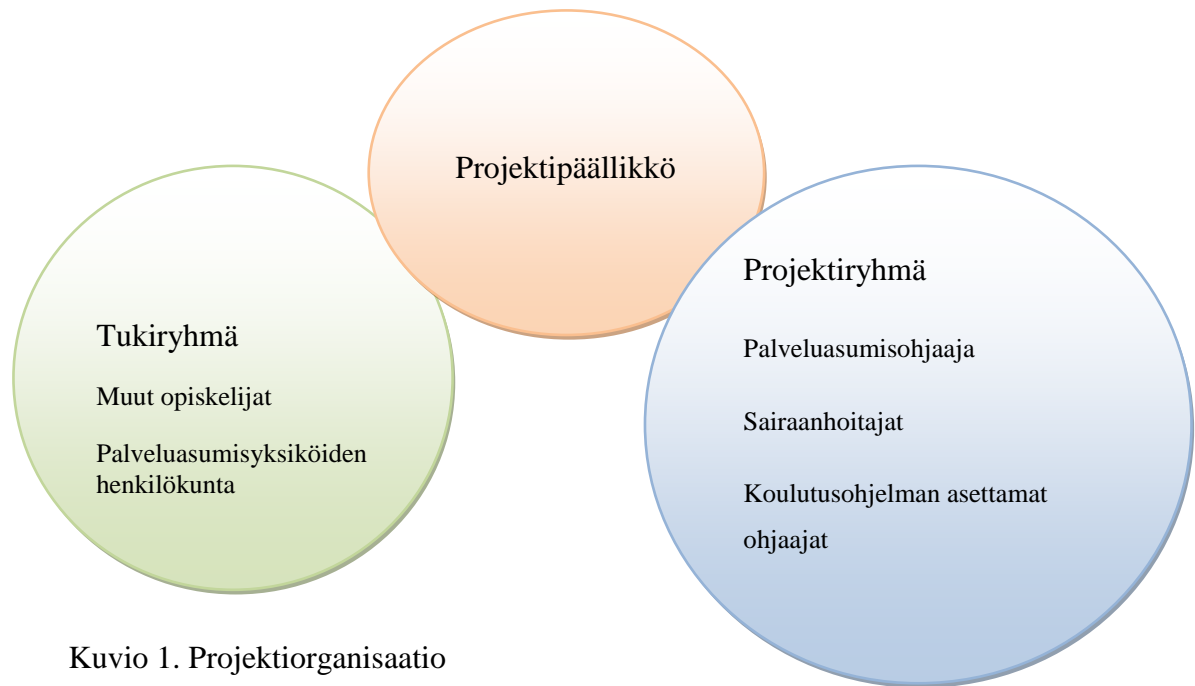 Projektipäällikkö
Tukiryhmä
Muut opiskelijat
Palveluasumisyksiköiden
henkilökunta
Projektiryhmä
Palveluasumisohjaaja
Sairaanhoitajat
Koulutusohjelman asettamat
ohjaajat
Kuvio 1. Projektiorganisaatio